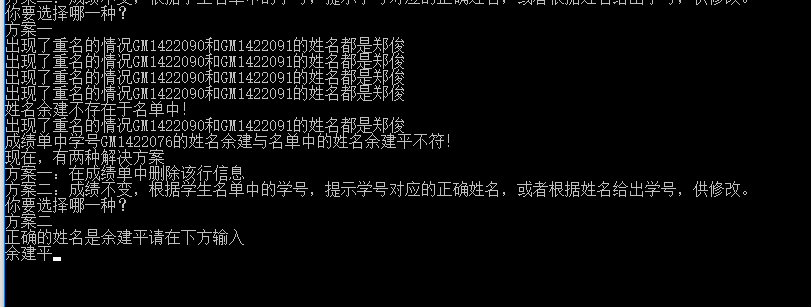 方案二：成绩不变，根据学生名单中的学号，提示学号对应的正确姓名，或者根据姓名给出学号，供修改。
你要选择哪一种？
方案一
出现了重名的情况GM1422090和GM1422091的姓名都是郑俊
出现了重名的情况GM1422090和GM1422091的姓名都是郑俊
出现了重名的情况GM1422090和GM1422091的姓名都是郑俊
出现了重名的情况GM1422090和GM1422091的姓名都是郑俊
姓名余建不存在于名单中!
出现了重名的情况GM1422090和GM1422091的姓名都是郑俊
成绩单中学号GM1422076的姓名余建与名单中的姓名余建平不符!
现在，有两种解决方案
方案一：在成绩单中删除该行信息
方案二：成绩不变，根据学生名单中的学号，提示学号对应的正确姓名，或者根据姓名给出学号，供修改。
你要选择哪一种？
方案二
正确的姓名是余建平请在下方输入
余建平